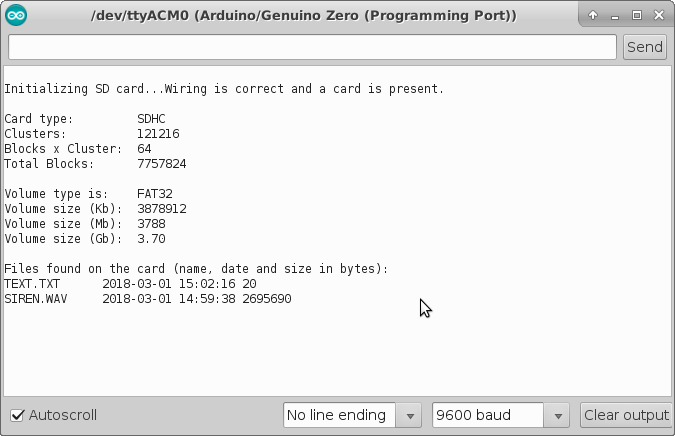 /dev/ttyACM0 (Arduino/Genuino Zero (Programming Port))
Send
Initializing SD card...Wiring is correct and a card is present.
Card type: SDHC
Clusters: 121216
Blocks x Cluster: 64
Total Blocks: 7757824
Volume type is: FAT32
Volume size (Kb): 3878912
Volume size (Mb): 3788
Volume size (Gb): 3.70
Files found on the card (name, date and size in bytes):
TEXT.TXT 2018-03-01 15:02:16 20
SIREN.WAV 2018-03-01 14:59:38 2695690
Autoscroll No line ending 9600 baud Clear output